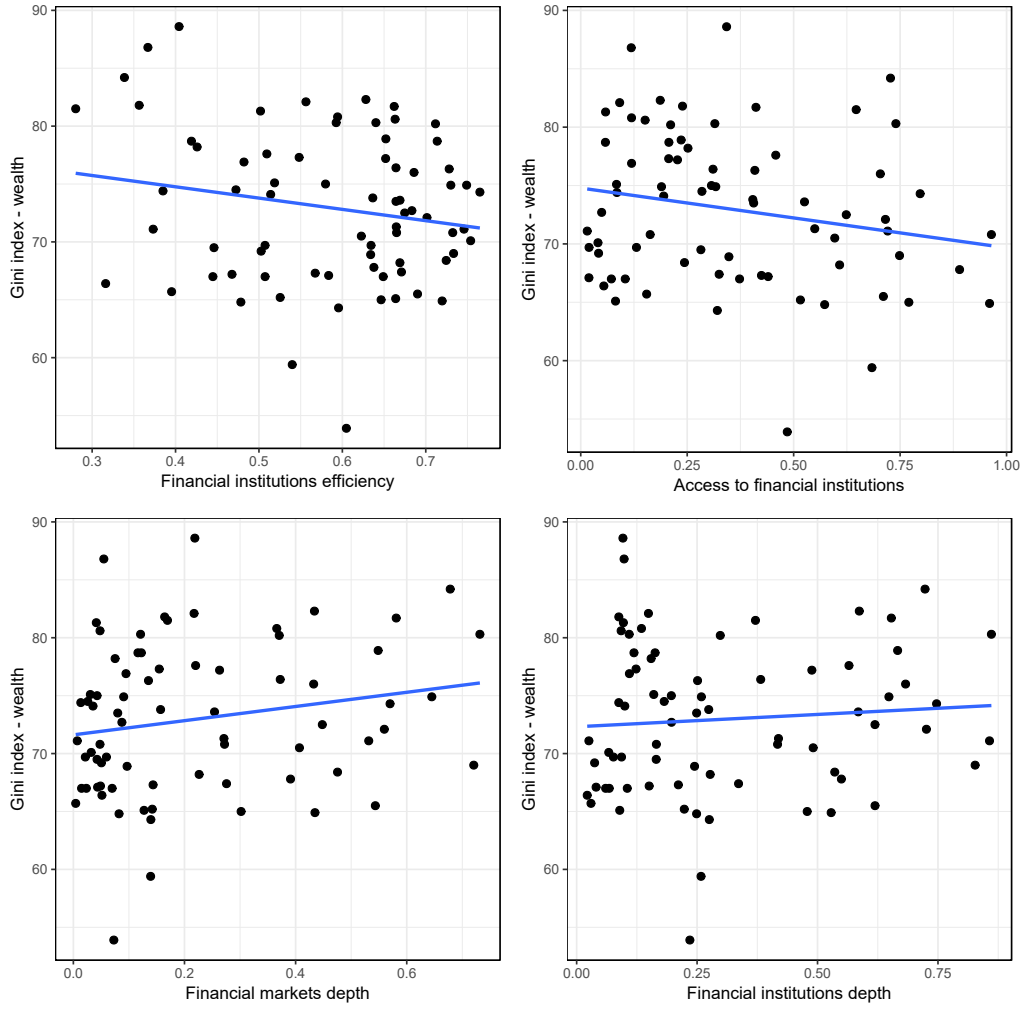 90
80
70
60
Gini index - wealth
0.3 0.4 0.5 0.6 0.7
Financial institutions efficiency
90
80
70
60
Gini index - wealth
0.00 0.25 0.50 0.75 1.00
Access to financial institutions
90
80
70
60
Gini index - wealth
0.0 0.2 0.4 0.6
Financial markets depth
90
80
70
60
Gini index - wealth
0.00 0.25 0.50 0.75
Financial institutions depth